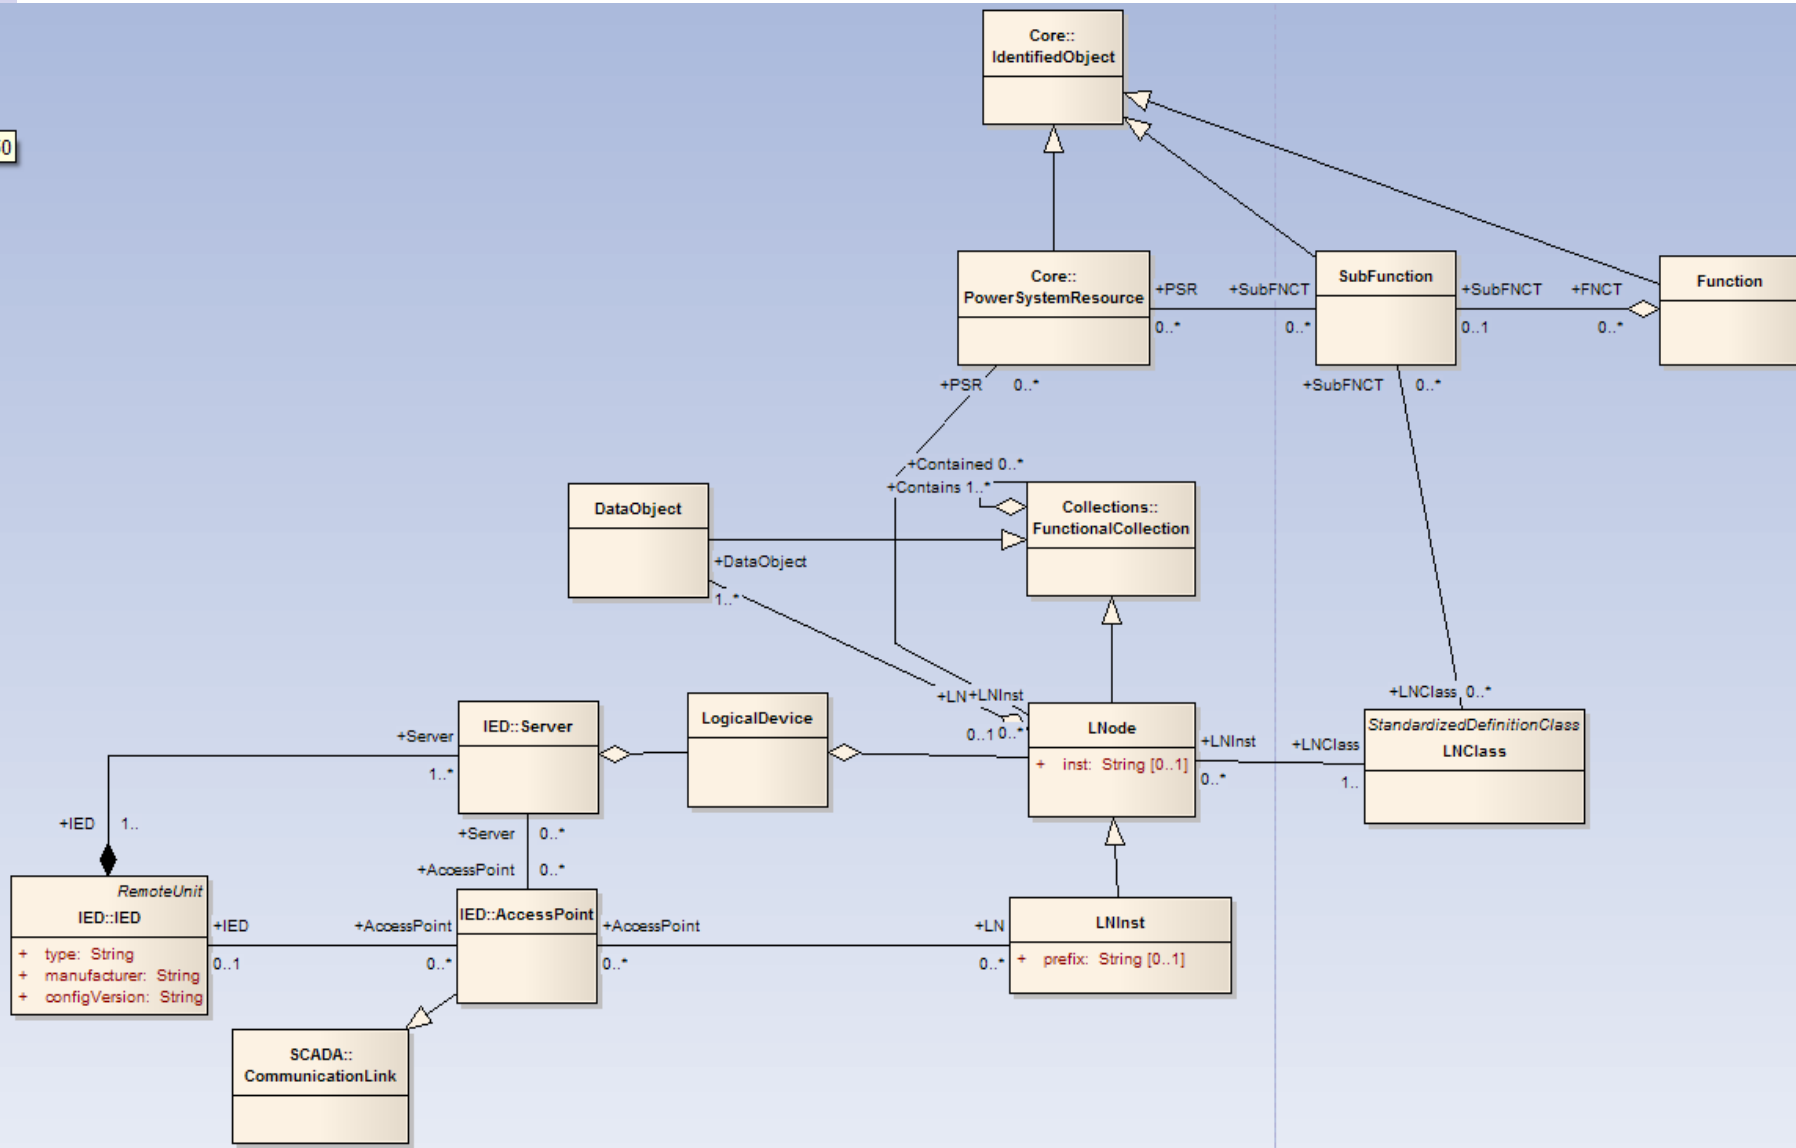 Core::
IdentifiedObject
0
Core::
PowerSystemResource
+PSR
0..*
+SubFNCT
0..*
SubFunction
+SubFNCT
0..1
+FNCT
0..*
Function
+PSR 0..*
+SubFNCT 0..*
+Contained 0..*
+Contains 1..*
DataObject
Collections::
FunctionalCollection
+DataObject
1..*
+LN
+LNInst
0..1
0..*
+LNClass 0..*
IED::Server
LogicalDevice
LNode
+ inst: String [0..1]
+LNInst
0..*
+LNClass
1..
StandardizedDefinitionClass
LNClass
+Server
1..*
+IED 1..
+Server 0..*
+AccessPoint 0..*
RemoteUnit
IED::IED
+ type: String
+ manufacturer: String
+ configVersion: String
+IED
0..1
+AccessPoint
0..*
IED::AccessPoint
+AccessPoint
0..*
+LN
0..*
LNInst
+ prefix: String [0..1]
SCADA::
CommunicationLink